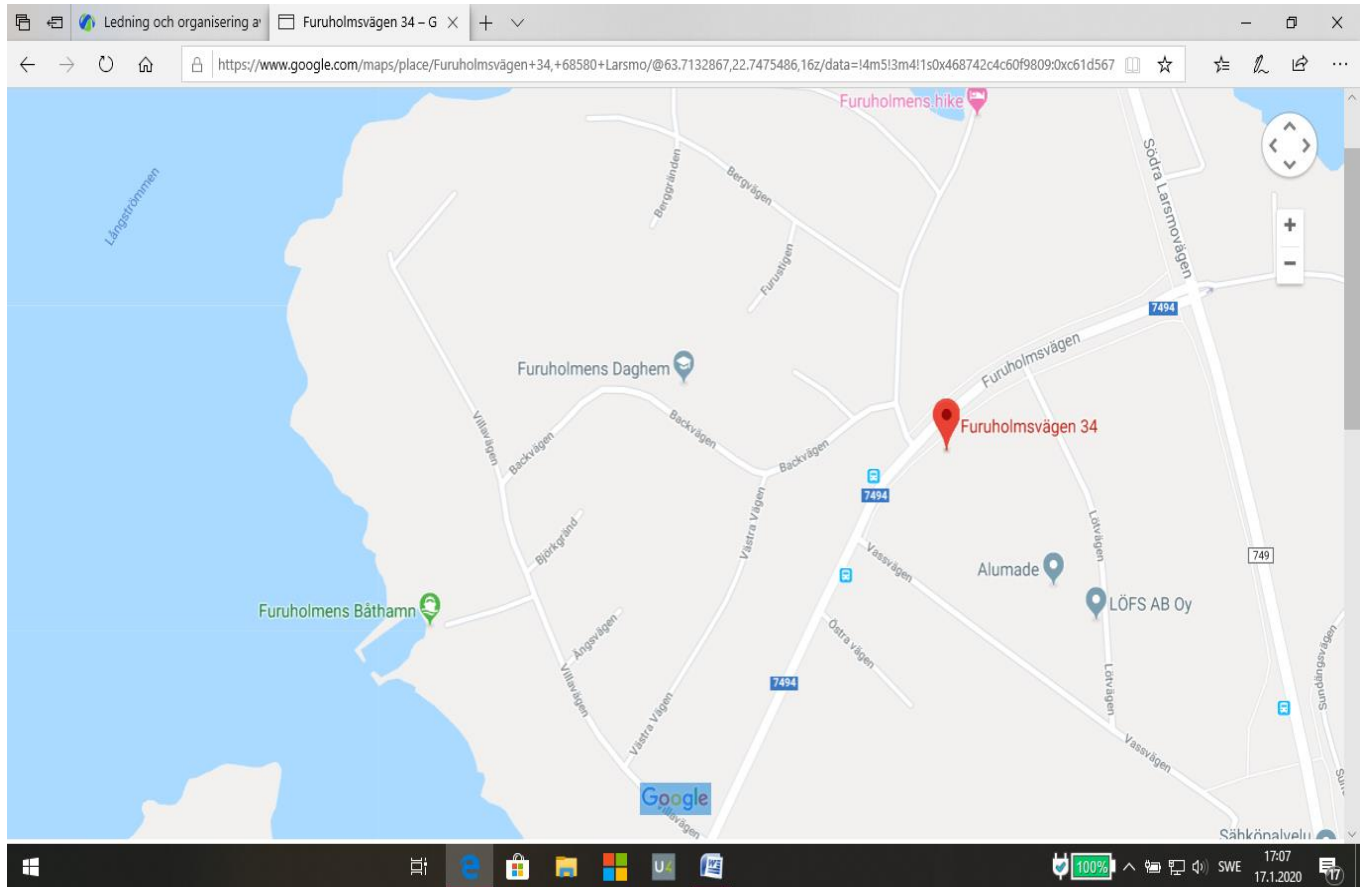 Ledning och organisering av
Furuholmsvägen 34 – G
https://www.google.com/maps/place/Furuholmsvägen+34,+68580+Larsmo/@63.7132867,22.7475486,16z/data=!4m5!3m4!1s0x468742c4c60f9809:0xc61d567
Furuholmens hike
Långströmmen
Berggränden
Bergvägen
Södra Larsmovägen
Furustigen
7494
Furuholmsvägen
Furuholmens Daghem
Villavägen
Backvägen
Backvägen
Backvägen
Furuholmsvägen 34
7494
Västra Vägen
Björkgränd
Vassvägen
Lötvägen
749
Alumade
LÖFS AB Oy
Furuholmens Båthamn
Ängsvägen
Östra vägen
Villavägen
7494
Lötvägen
Sundängsvägen
Västra Vägen
Vassvägen
Google
Villavägen
Sähköpalvelu
U4
100%
SWE
17:07
17.1.2020
17